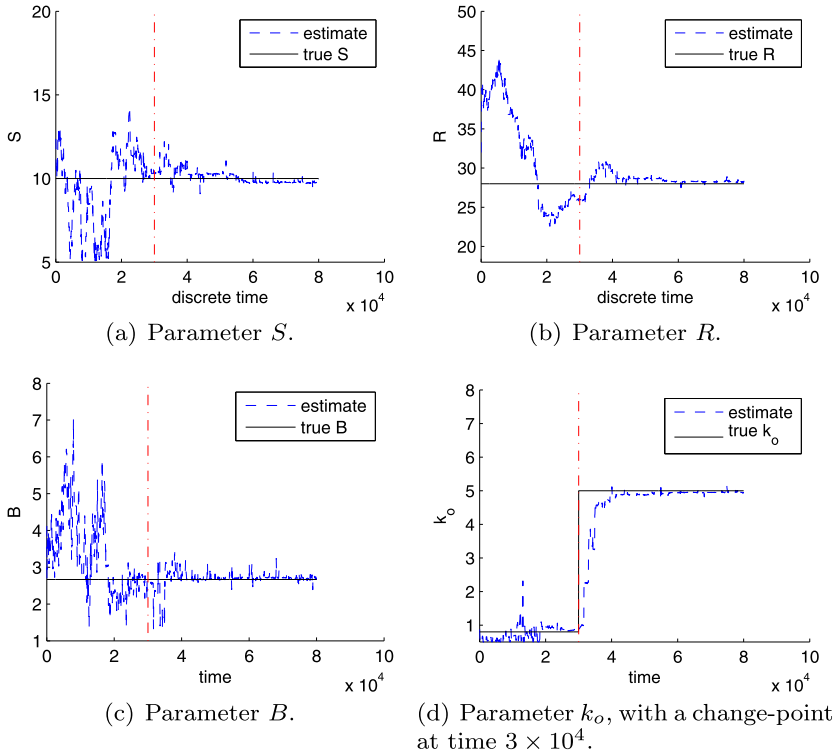 20
15
10
5
S
estimate
true S
0 2 4 6 8 10
discrete time
x 10^4
(a) Parameter S.
50
45
40
35
30
25
20
R
estimate
true R
0 2 4 6 8 10
discrete time
x 10^4
(b) Parameter R.
8
7
6
5
4
3
2
1
B
estimate
true B
0 2 4 6 8 10
time
x 10^4
(c) Parameter B.
8
7
6
5
4
3
2
1
k_o
estimate
true k_o
0 2 4 6 8 10
time
x 10^4
(d) Parameter k_o, with a change-point
at time 3 × 10^4.